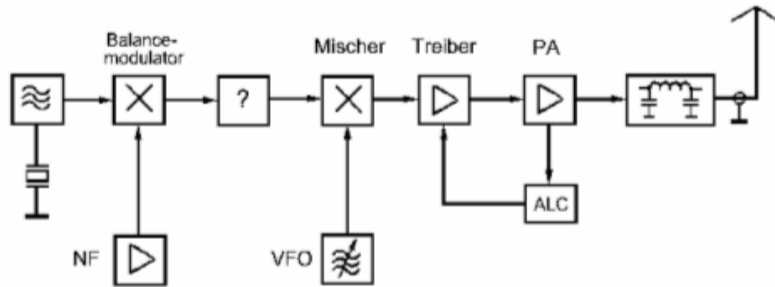 Balance-
modulator
Mischer
Treiber
PA
?
ALC
NF
VFO